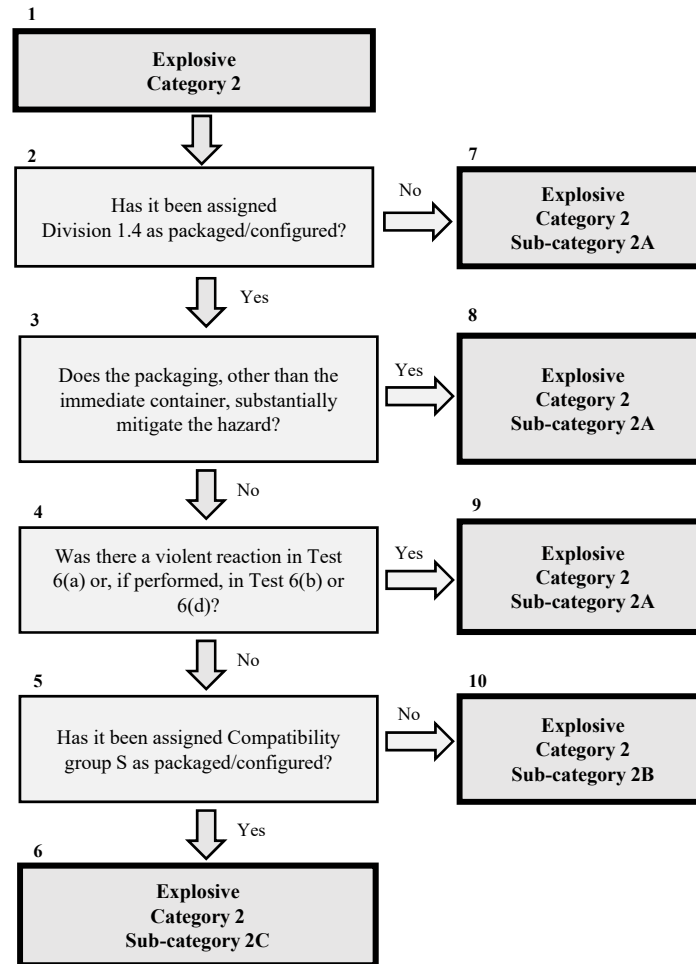 1
Explosive
Category 2
2
Has it been assigned
Division 1.4 as packaged/configured?
No
7
Explosive
Category 2
Sub-category 2A
Yes
3
Does the packaging, other than the
immediate container, substantially
mitigate the hazard?
Yes
8
Explosive
Category 2
Sub-category 2A
No
4
Was there a violent reaction in Test
6(a) or, if performed, in Test 6(b) or
6(d)?
Yes
9
Explosive
Category 2
Sub-category 2A
No
5
Has it been assigned Compatibility
group S as packaged/configured?
No
10
Explosive
Category 2
Sub-category 2B
Yes
6
Explosive
Category 2
Sub-category 2C